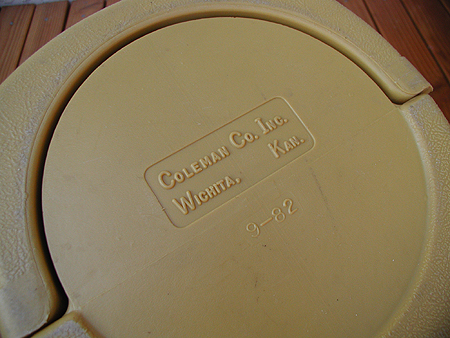 Coleman Co. Inc.
Wichita, Kan.
9-82